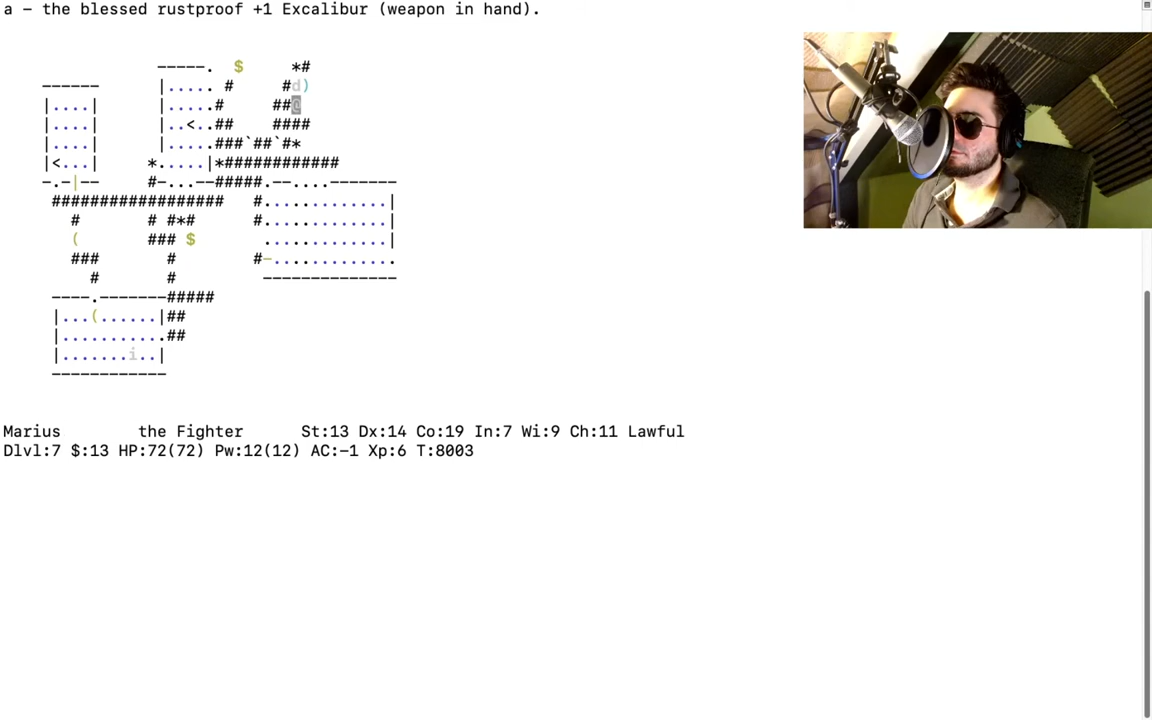 a - the blessed rustproof +1 Excalibur (weapon in hand).
-----. $ *#
------ |.... # #d)
|....| |.....# ##@
|....| |..<..## ####
|....| |.....###`##`#*
|<...| *.....|*#############
-.-|-- #-...--#####.--....-------
################## #.............|
# # #*# #.............|
( ### $ .............|
### # #-.............
# # --------------
----.-------#####
|...(......|##
|...........##
|.......i..|
------------
Marius the Fighter St:13 Dx:14 Co:19 In:7 Wi:9 Ch:11 Lawful
Dlvl:7 $:13 HP:72(72) Pw:12(12) AC:-1 Xp:6 T:8003